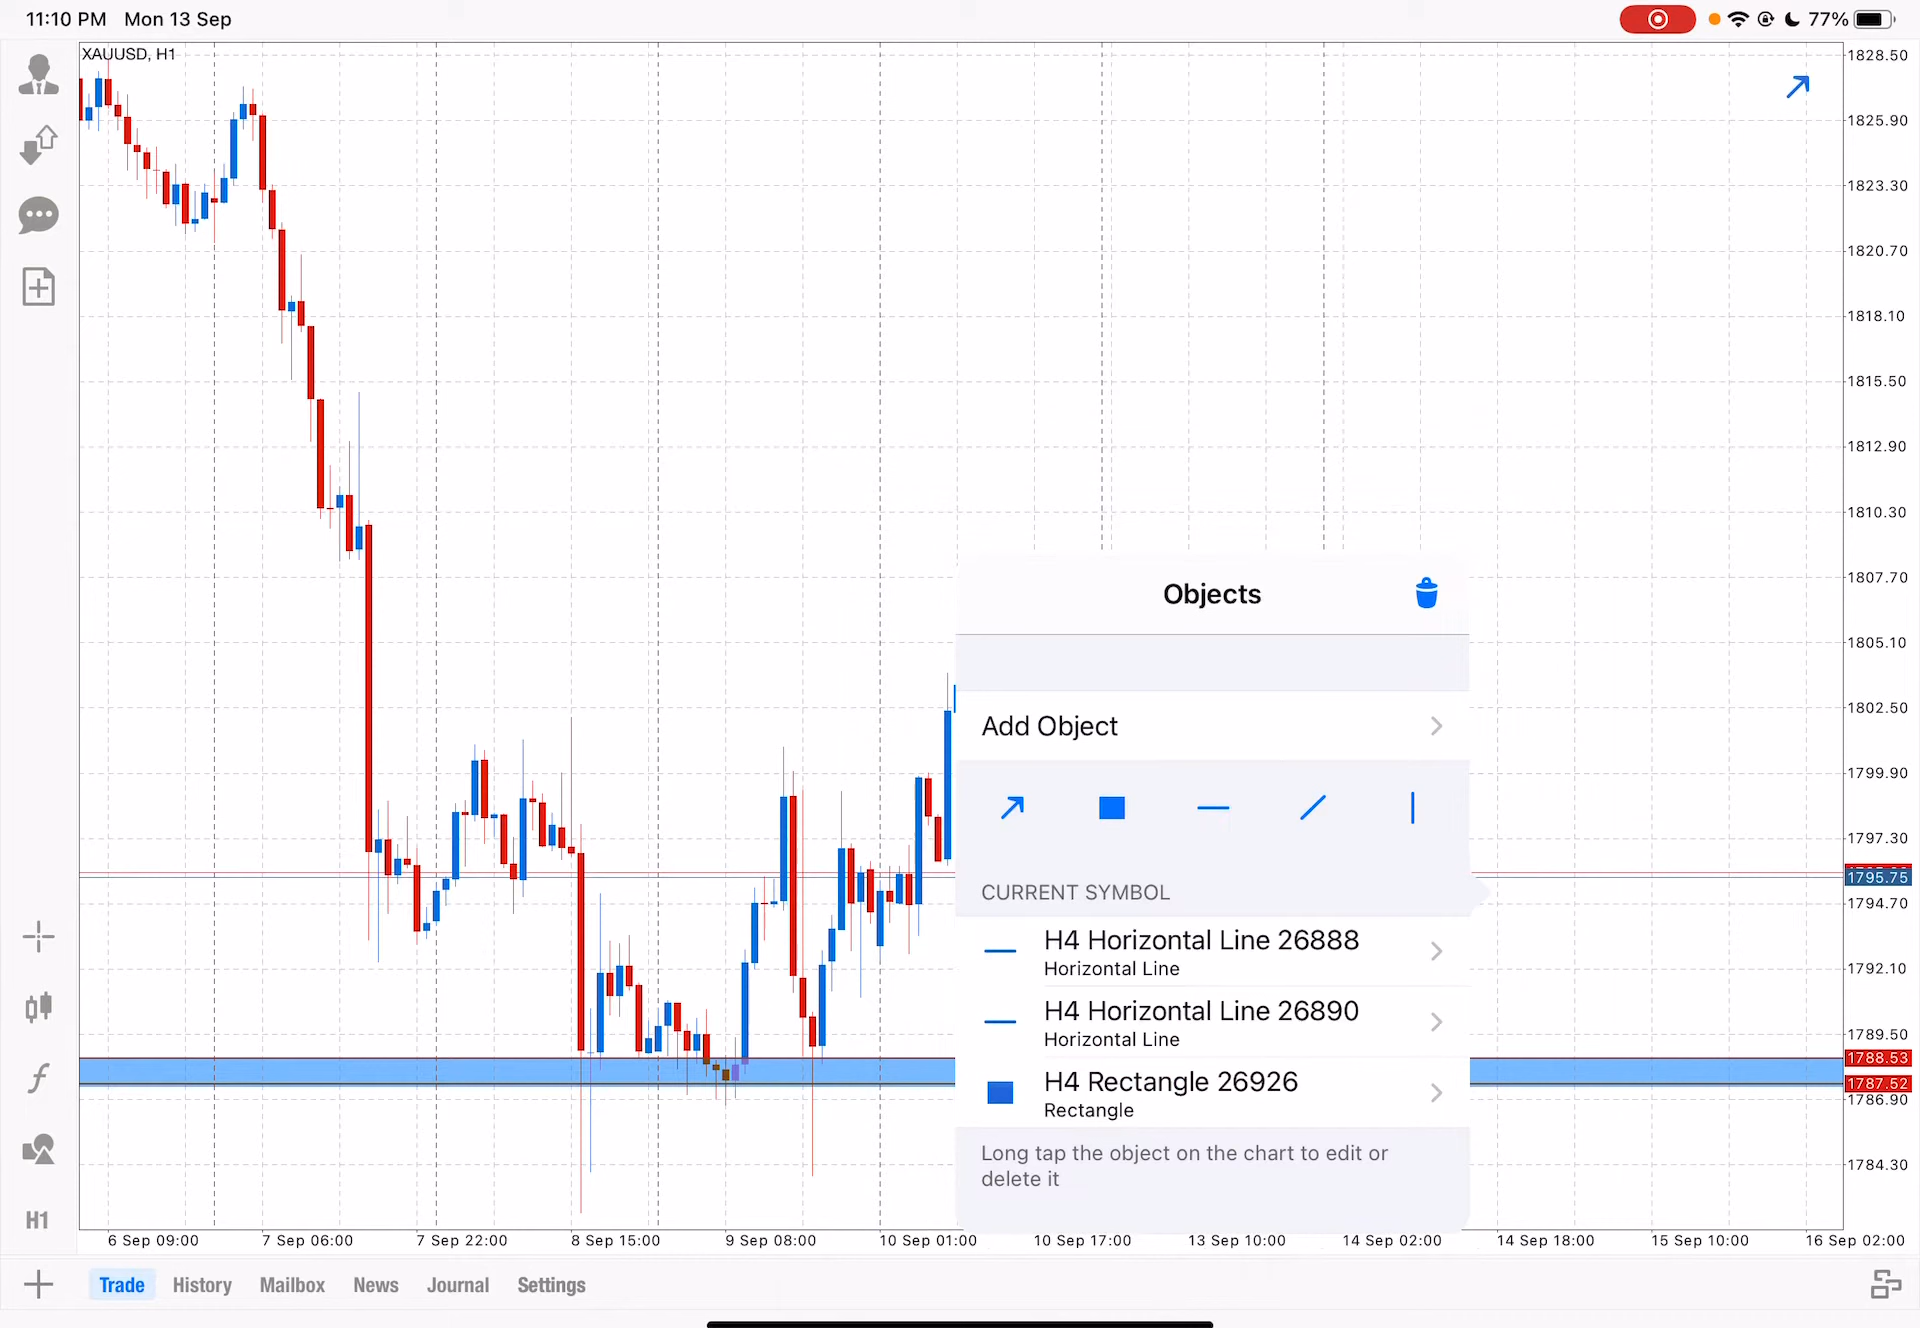 11:10 PM Mon 13 Sep
77%
XAUUSD, H1
1828.50
1825.90
1823.30
1820.70
1818.10
1815.50
1812.90
1810.30
1807.70
1805.10
1802.50
1799.90
1797.30
1795.75
1794.70
1792.10
1789.50
1788.53
1787.52
1786.90
1784.30
Objects
Add Object
CURRENT SYMBOL
H4 Horizontal Line 26888
Horizontal Line
H4 Horizontal Line 26890
Horizontal Line
H4 Rectangle 26926
Rectangle
Long tap the object on the chart to edit or
delete it
H1
6 Sep 09:00 7 Sep 06:00 7 Sep 22:00 8 Sep 15:00 9 Sep 08:00 10 Sep 01:00 10 Sep 17:00 13 Sep 10:00 14 Sep 02:00 14 Sep 18:00 15 Sep 10:00 16 Sep 02:00
Trade History Mailbox News Journal Settings